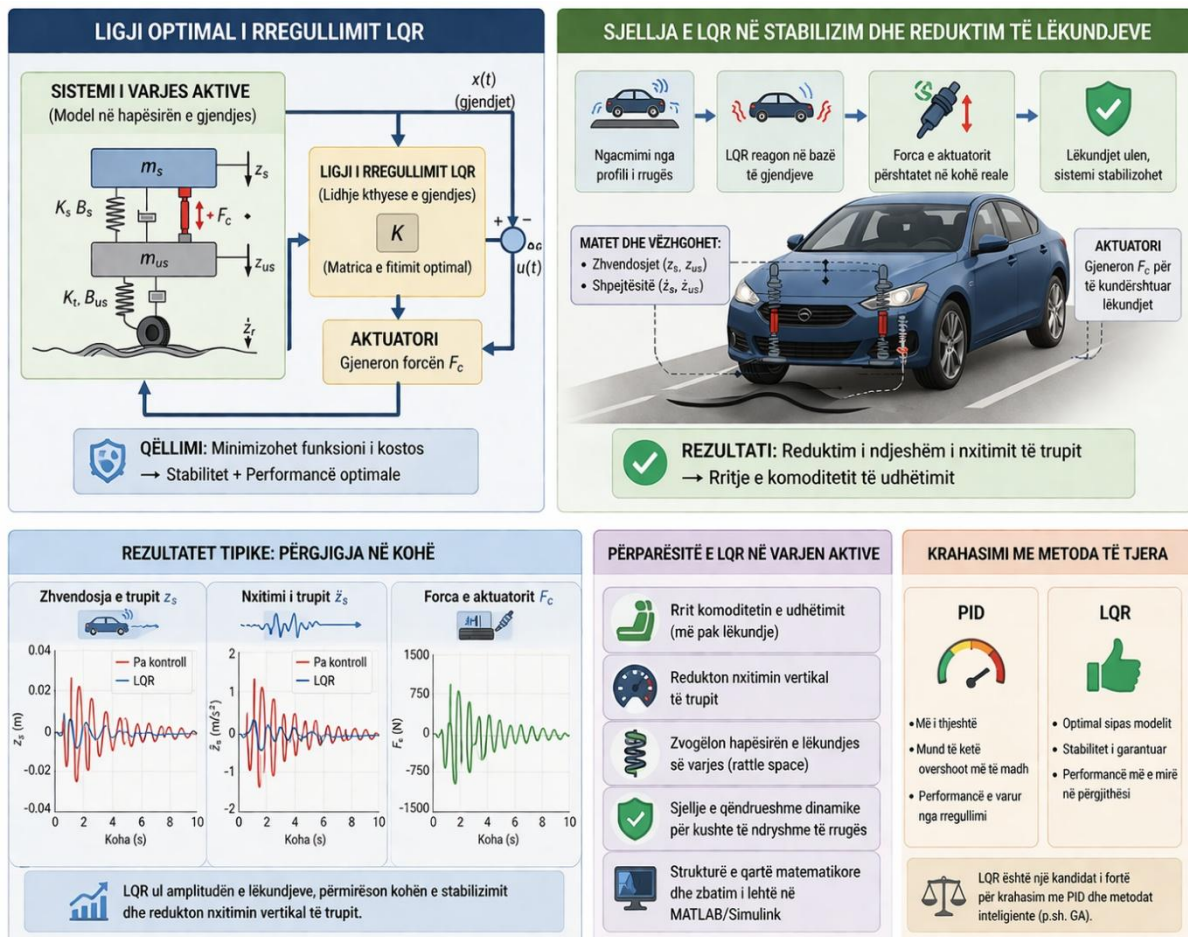 LIGJI OPTIMAL I RREGULLIMIT LQR
SISTEMI I VARJES AKTIVE
(Model në hapësirën e gjendjes)
m_s
z_s
K_s B_s
+ F_c
m_us
z_us
K_t, B_us
ż_r
x(t)
(gjendjet)
LIGJI I RREGULLIMIT LQR
(Lidhje kthyese e gjendjes)
K
(Matrica e fitimit optimal)
+
−
u(t)
AKTUATORI
Gjeneron forcën F_c
QËLLIMI: Minimizohet funksioni i kostos
→ Stabilitet + Performancë optimale
SJELLJA E LQR NË STABILIZIM DHE REDUKTIM TË LËKUNDJEVE
Ngacmimi nga
profili i rrugës
LQR reagon në bazë
të gjendjeve
Forca e aktuatorit
përshtatet në kohë reale
Lëkundjet ulen,
sistemi stabilizohet
MATET DHE VËZHGOHET:
• Zhvendosjet (z_s, z_us)
• Shpejtësitë (ż_s, ż_us)
AKTUATORI
Gjeneron F_c për
të kundërshtuar
lëkundjet
REZULTATI: Reduktim i ndjeshëm i nxitimit të trupit
→ Rritje e komoditetit të udhëtimit
REZULTATET TIPIKE: PËRGJIGJA NË KOHË
Zhvendosja e trupit z_s
0.04
0.02
0
-0.02
-0.04
z_s (m)
Pa kontroll
LQR
0 2 4 6 8 10
Koha (s)
Nxitimi i trupit z̈_s
2
1
0
-1
-2
z̈_s (m/s²)
Pa kontroll
LQR
0 2 4 6 8 10
Koha (s)
Forca e aktuatorit F_c
1500
750
0
-750
-1500
F_c (N)
0 2 4 6 8 10
Koha (s)
LQR ul amplitudën e lëkundjeve, përmirëson kohën e stabilizimit
dhe redukton nxitimin vertikal të trupit.
PËRPARËSITË E LQR NË VARJEN AKTIVE
Rrit komoditetin e udhëtimit
(më pak lëkundje)
Redukton nxitimin vertikal
të trupit
Zvogëlon hapësirën e lëkundjes
së varjes (rattle space)
Sjellje e qëndrueshme dinamike
për kushte të ndryshme të rrugës
Strukturë e qartë matematikore
dhe zbatim i lehtë në
MATLAB/Simulink
KRAHASIMI ME METODA TË TJERA
PID
• Më i thjeshtë
• Mund të ketë
overshoot më të madh
• Performancë e varur
nga rregullimi
LQR
• Optimal sipas modelit
• Stabilitet i garantuar
• Performancë më e mirë
në përgjithësi
LQR është një kandidat i fortë
për krahasim me PID dhe metodat
inteligjente (p.sh. GA).